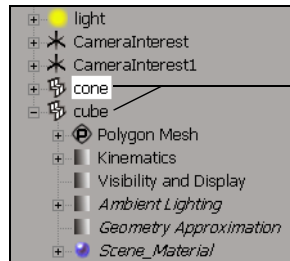 light
CameraInterest
CameraInterest1
cone
cube
Polygon Mesh
Kinematics
Visibility and Display
Ambient Lighting
Geometry Approximation
Scene_Material